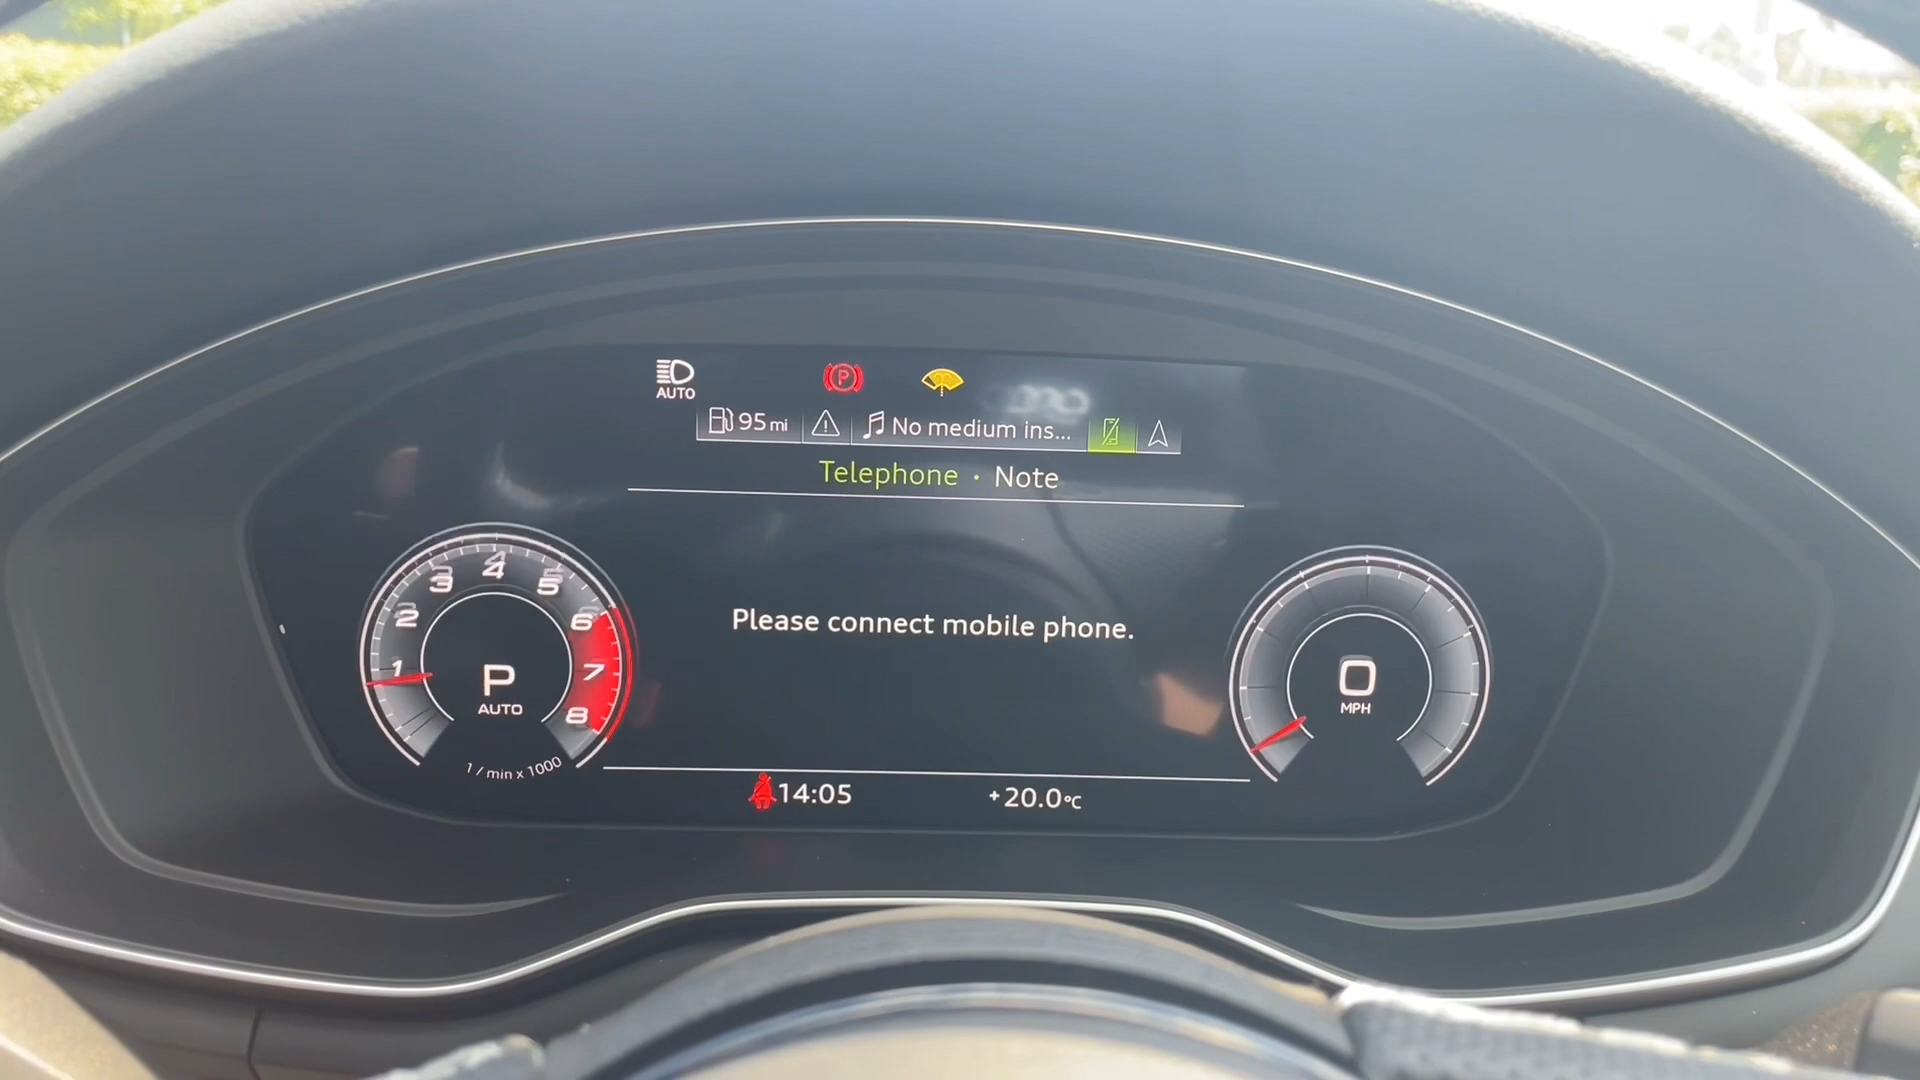 AUTO
P
95 mi
No medium ins...
Telephone • Note
Please connect mobile phone.
1
2
3
4
5
6
7
8
P
AUTO
1 / min x 1000
0
MPH
14:05
+20.0°C